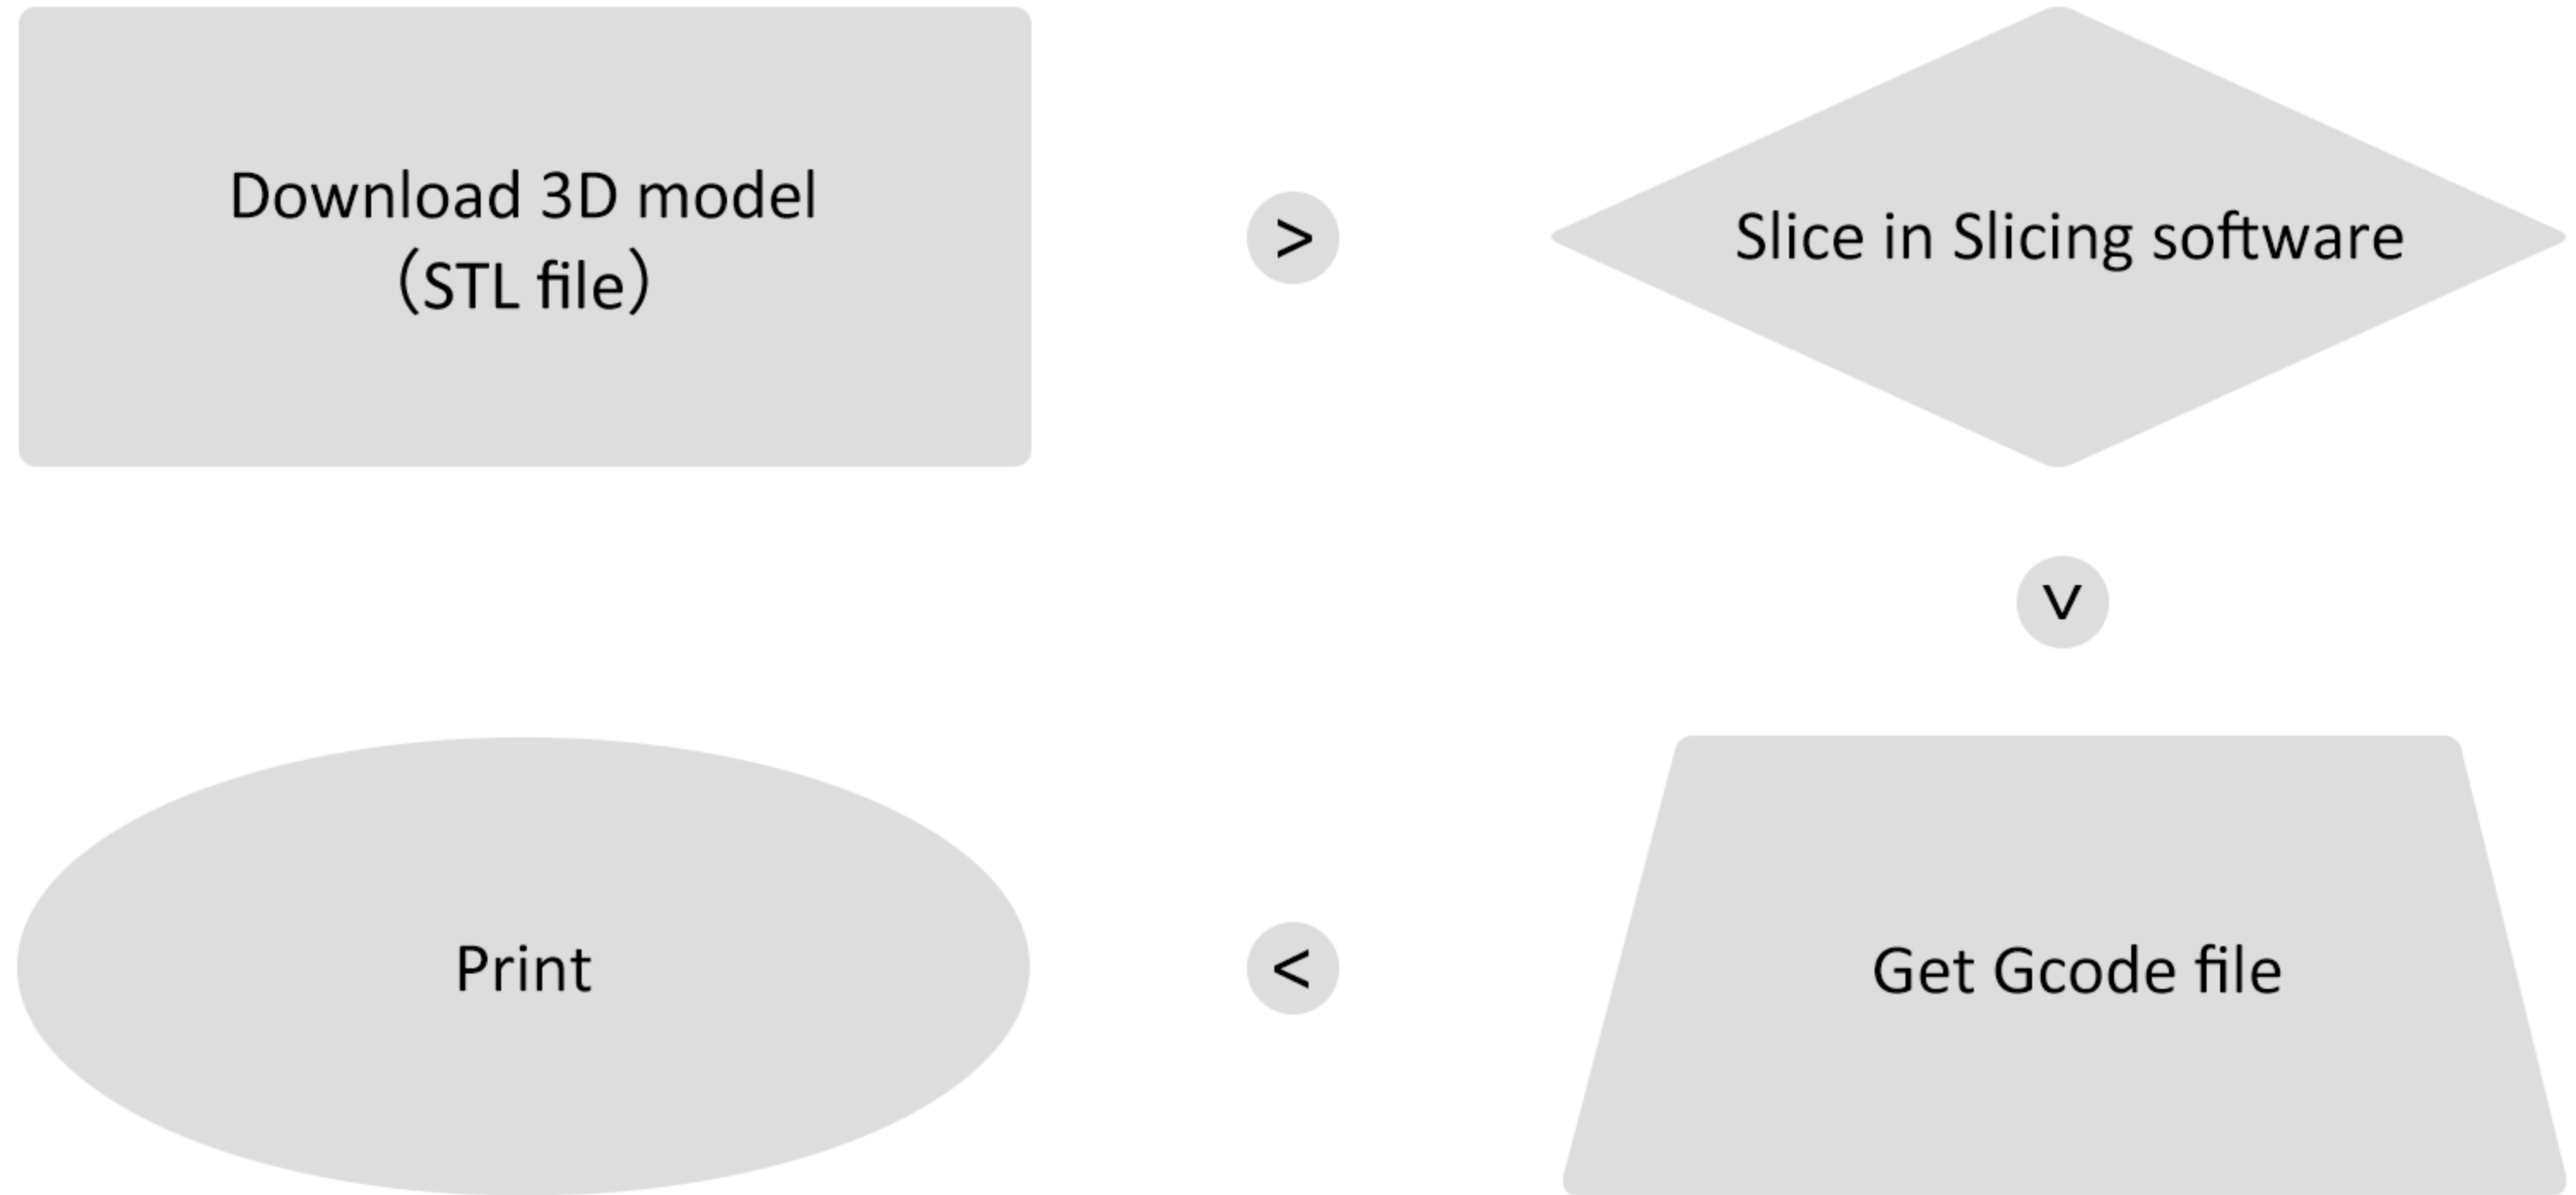 Download 3D model
（STL file）
>
Slice in Slicing software
v
Get Gcode file
<
Print